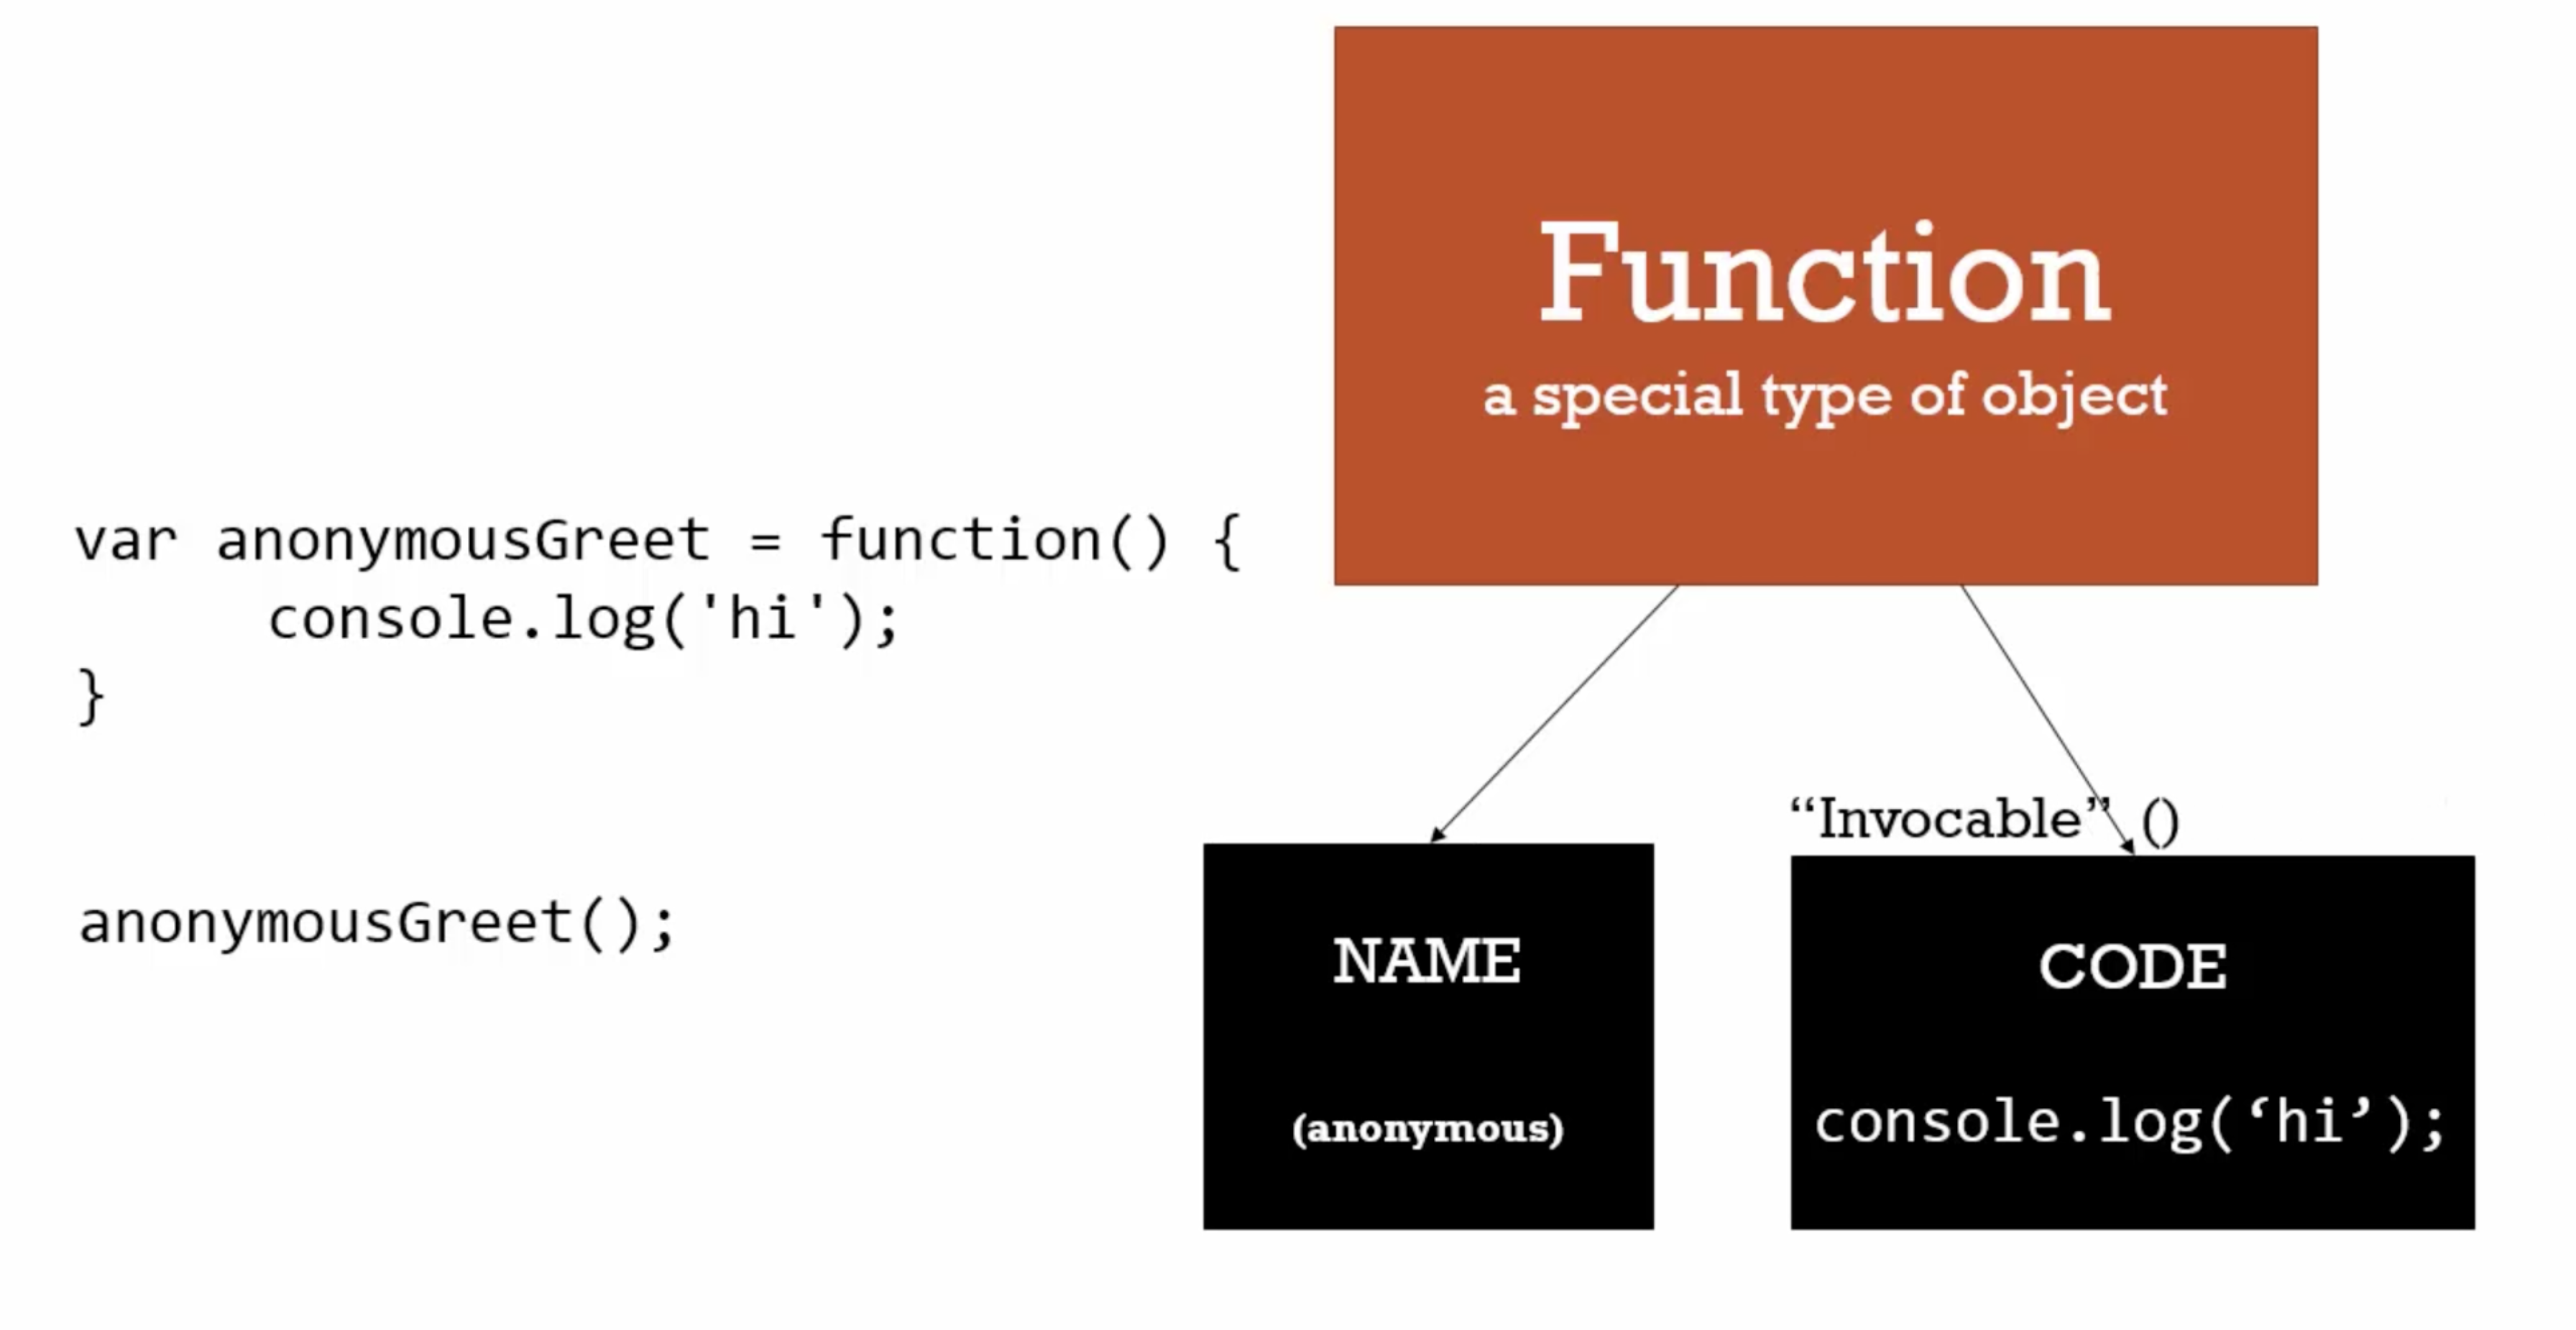 var anonymousGreet = function() {
console.log('hi');
}
anonymousGreet();
Function
a special type of object
“Invocable” ()
NAME
(anonymous)
CODE
console.log(‘hi’);